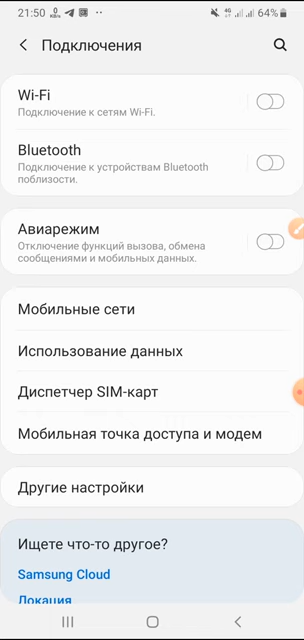 21:50 64%
Подключения
Wi-Fi
Подключение к сетям Wi-Fi.
Bluetooth
Подключение к устройствам Bluetooth
поблизости.
Авиарежим
Отключение функций вызова, обмена
сообщениями и мобильных данных.
Мобильные сети
Использование данных
Диспетчер SIM-карт
Мобильная точка доступа и модем
Другие настройки
Ищете что-то другое?
Samsung Cloud
Локация